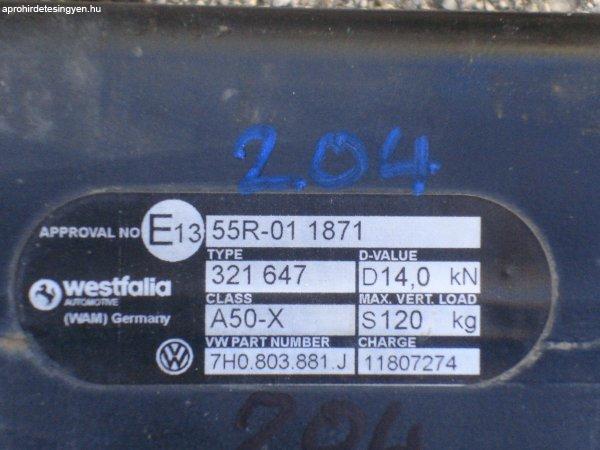 aprohirdetesingyen.hu
2.04.
APPROVAL NO E13 55R-01 1871
TYPE D-VALUE
321 647 D14,0 kN
westfalia
AUTOMOTIVE
(WAM) Germany
CLASS MAX. VERT. LOAD
A50-X S120 kg
VW PART NUMBER CHARGE
VW 7H0.803.881.J 11807274
204